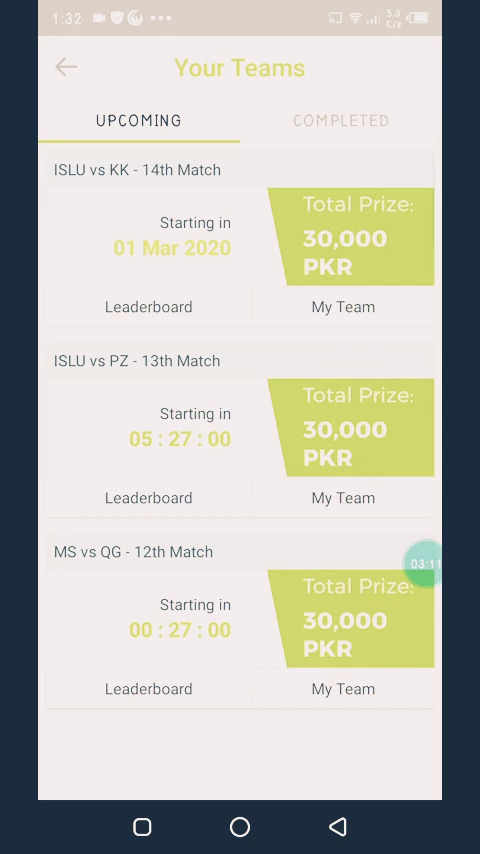 1:32
5.3
K/s
Your Teams
UPCOMING
COMPLETED
ISLU vs KK - 14th Match
Starting in
01 Mar 2020
Total Prize:
30,000
PKR
Leaderboard
My Team
ISLU vs PZ - 13th Match
Starting in
05 : 27 : 00
Total Prize:
30,000
PKR
Leaderboard
My Team
MS vs QG - 12th Match
03:11
Starting in
00 : 27 : 00
Total Prize:
30,000
PKR
Leaderboard
My Team